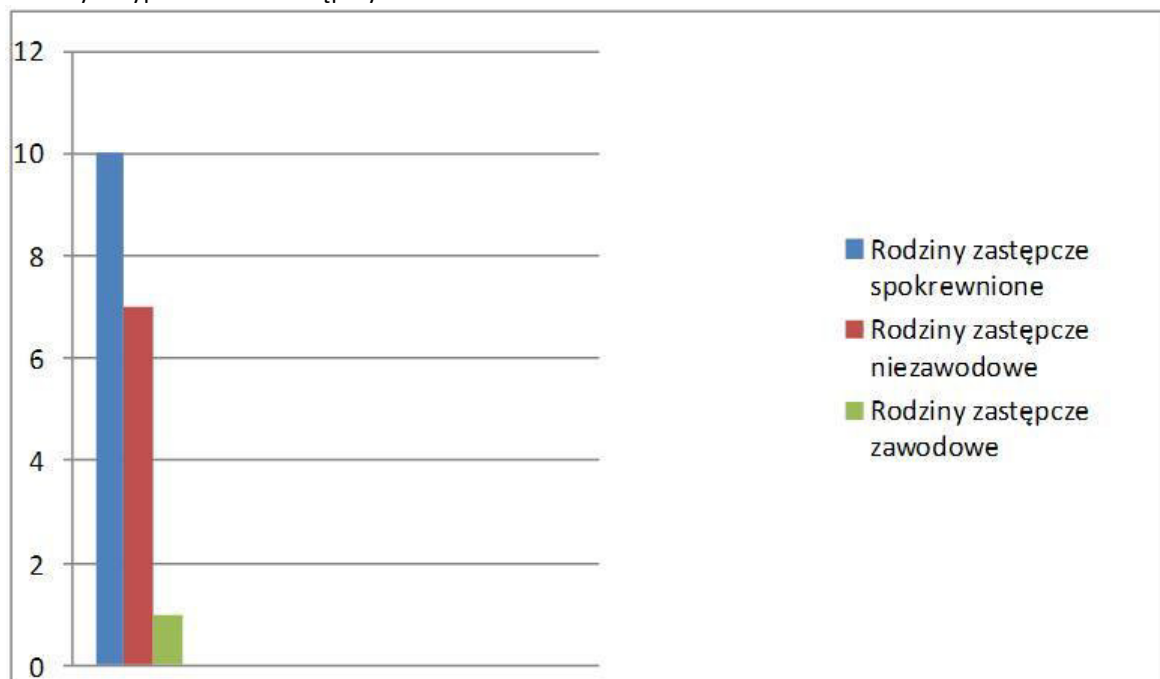 12
10
8
6
4
2
0
Rodziny zastępcze
spokrewnione
Rodziny zastępcze
niezawodowe
Rodziny zastępcze
zawodowe